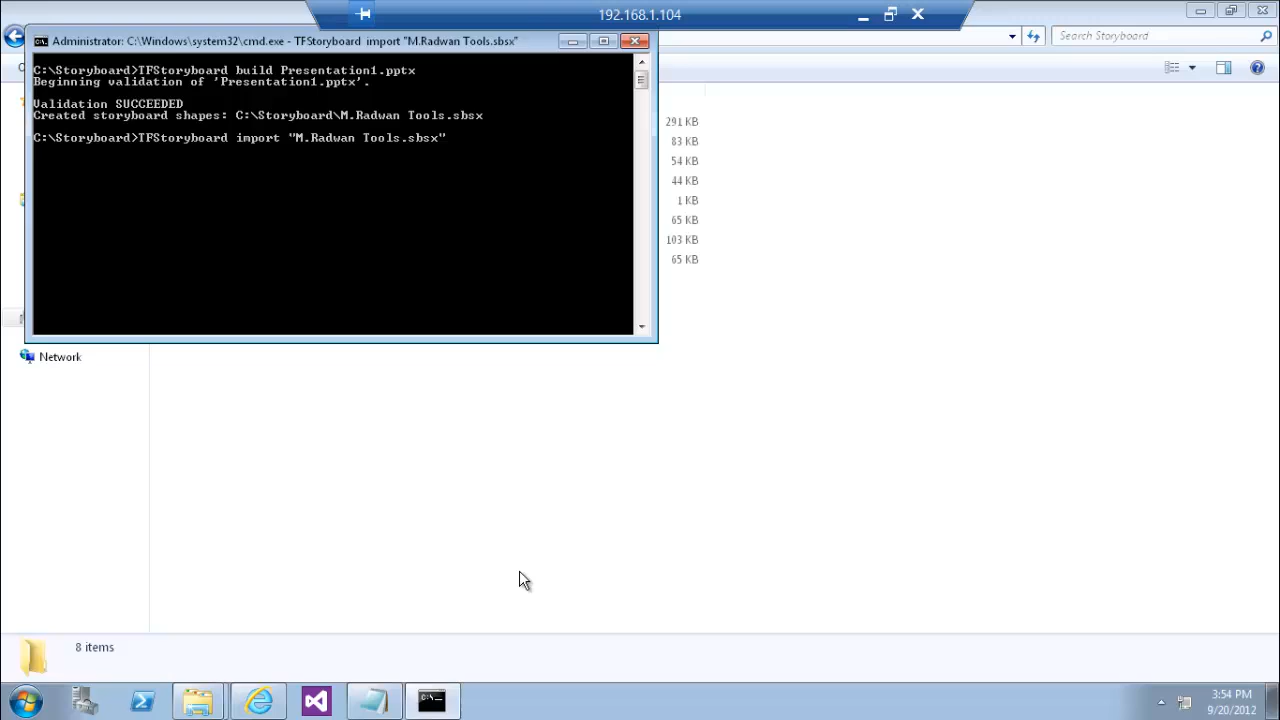 192.168.1.104
Administrator: C:\Windows\system32\cmd.exe - TFStoryboard import "M.Radwan Tools.sbsx"
Search Storyboard
C:\Storyboard>TFStoryboard build Presentation1.pptx
Beginning validation of 'Presentation1.pptx'.
Validation SUCCEEDED
Created storyboard shapes: C:\Storyboard\M.Radwan Tools.sbsx
C:\Storyboard>TFStoryboard import "M.Radwan Tools.sbsx"
291 KB
83 KB
54 KB
44 KB
1 KB
65 KB
103 KB
65 KB
Network
8 items
3:54 PM
9/20/2012